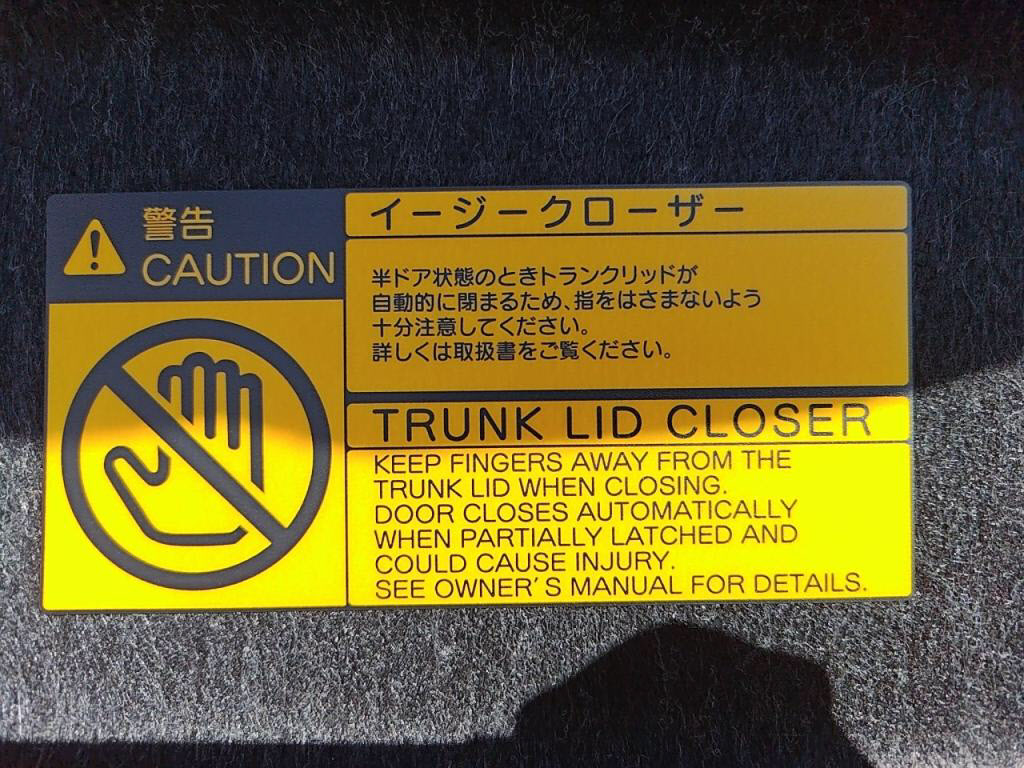 警告
CAUTION
イージークローザー
半ドア状態のときトランクリッドが
自動的に閉まるため、指をはさまないよう
十分注意してください。
詳しくは取扱書をご覧ください。
TRUNK LID CLOSER
KEEP FINGERS AWAY FROM THE
TRUNK LID WHEN CLOSING.
DOOR CLOSES AUTOMATICALLY
WHEN PARTIALLY LATCHED AND
COULD CAUSE INJURY.
SEE OWNER'S MANUAL FOR DETAILS.